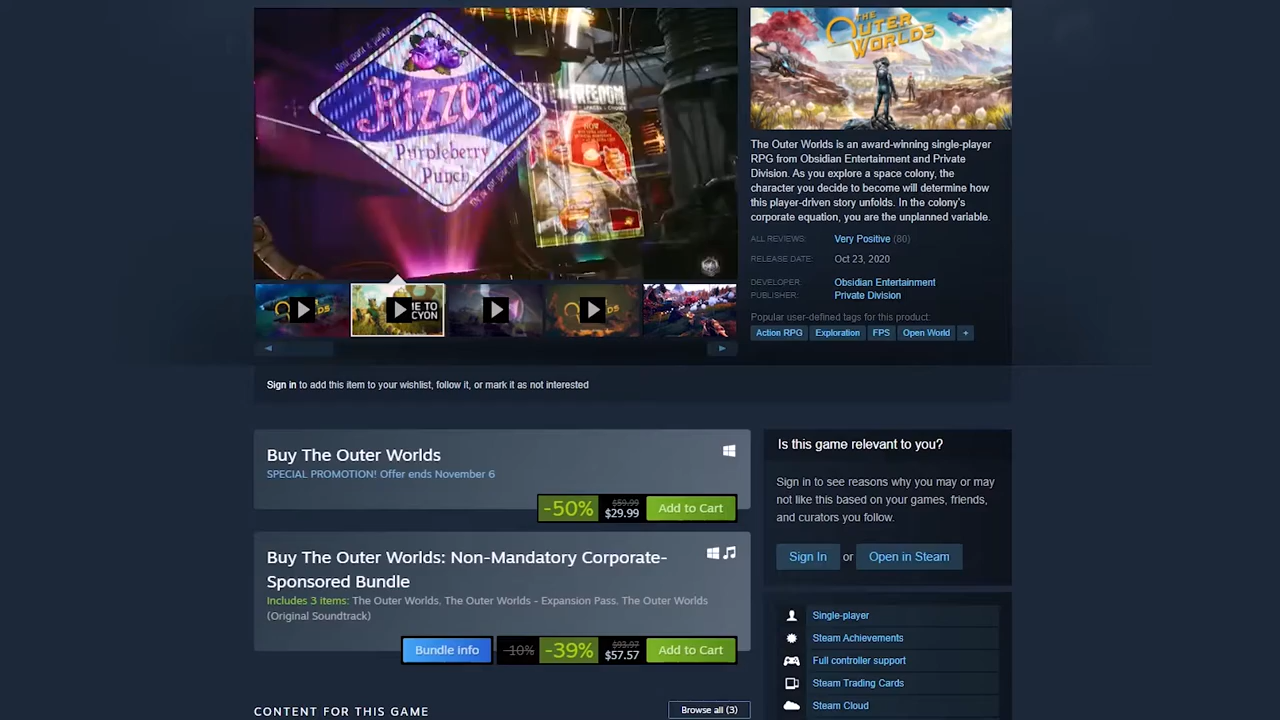 Rizzo's
Purpleberry
Punch
FREEDOM
THE
OUTER
WORLDS
The Outer Worlds is an award-winning single-player
RPG from Obsidian Entertainment and Private
Division. As you explore a space colony, the
character you decide to become will determine how
this player-driven story unfolds. In the colony's
corporate equation, you are the unplanned variable.
ALL REVIEWS: Very Positive (80)
RELEASE DATE: Oct 23, 2020
DEVELOPER: Obsidian Entertainment
PUBLISHER: Private Division
Popular user-defined tags for this product:
Action RPG Exploration FPS Open World +
Sign in to add this item to your wishlist, follow it, or mark it as not interested
Buy The Outer Worlds
SPECIAL PROMOTION! Offer ends November 6
-50% $59.99 $29.99 Add to Cart
Buy The Outer Worlds: Non-Mandatory Corporate-
Sponsored Bundle
Includes 3 items: The Outer Worlds, The Outer Worlds - Expansion Pass, The Outer Worlds
(Original Soundtrack)
Bundle info -10% -39% $93.97 $57.57 Add to Cart
CONTENT FOR THIS GAME Browse all (3)
Is this game relevant to you?
Sign in to see reasons why you may or may
not like this based on your games, friends,
and curators you follow.
Sign In or Open in Steam
Single-player
Steam Achievements
Full controller support
Steam Trading Cards
Steam Cloud